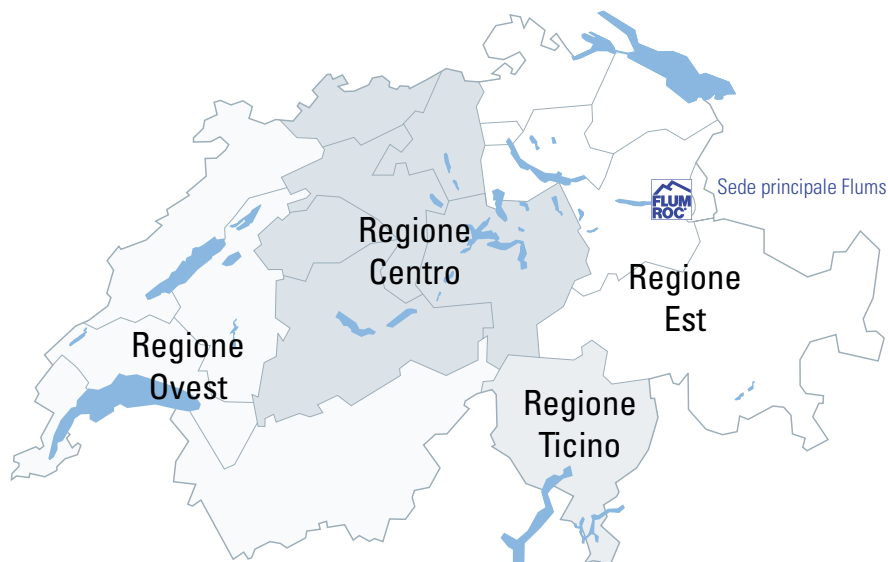 FLUM
ROC
Sede principale Flums
Regione
Centro
Regione
Est
Regione
Ovest
Regione
Ticino